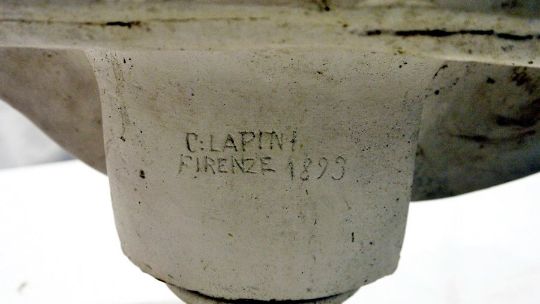 C. LAPINI.
FIRENZE 1893